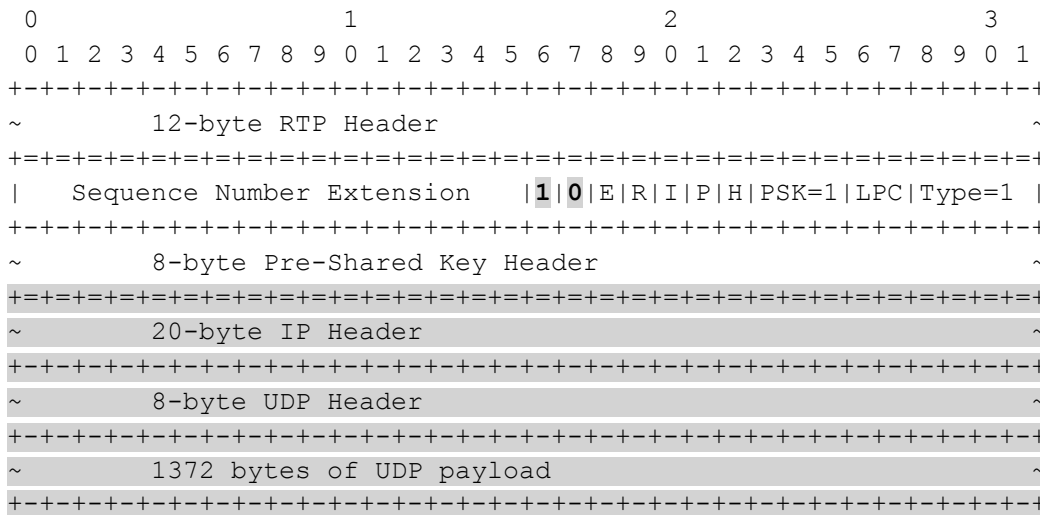 0                   1                   2                   3
 0 1 2 3 4 5 6 7 8 9 0 1 2 3 4 5 6 7 8 9 0 1 2 3 4 5 6 7 8 9 0 1
+-+-+-+-+-+-+-+-+-+-+-+-+-+-+-+-+-+-+-+-+-+-+-+-+-+-+-+-+-+-+-+-+
~        12-byte RTP Header                                     ~
+=+=+=+=+=+=+=+=+=+=+=+=+=+=+=+=+=+=+=+=+=+=+=+=+=+=+=+=+=+=+=+=+
|   Sequence Number Extension   |1|0|E|R|I|P|H|PSK=1|LPC|Type=1 |
+-+-+-+-+-+-+-+-+-+-+-+-+-+-+-+-+-+-+-+-+-+-+-+-+-+-+-+-+-+-+-+-+
~        8-byte Pre-Shared Key Header                           ~
+=+=+=+=+=+=+=+=+=+=+=+=+=+=+=+=+=+=+=+=+=+=+=+=+=+=+=+=+=+=+=+=+
~        20-byte IP Header                                      ~
+-+-+-+-+-+-+-+-+-+-+-+-+-+-+-+-+-+-+-+-+-+-+-+-+-+-+-+-+-+-+-+-+
~        8-byte UDP Header                                      ~
+-+-+-+-+-+-+-+-+-+-+-+-+-+-+-+-+-+-+-+-+-+-+-+-+-+-+-+-+-+-+-+-+
~        1372 bytes of UDP payload                              ~
+-+-+-+-+-+-+-+-+-+-+-+-+-+-+-+-+-+-+-+-+-+-+-+-+-+-+-+-+-+-+-+-+